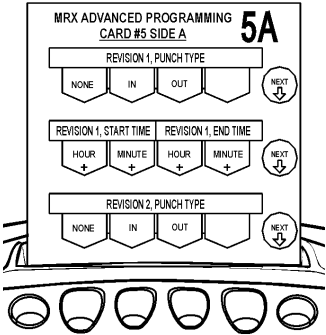 MRX ADVANCED PROGRAMMING
CARD #5 SIDE A
5A
REVISION 1, PUNCH TYPE
NONE IN OUT NEXT
REVISION 1, START TIME REVISION 1, END TIME
HOUR MINUTE HOUR MINUTE NEXT
+ + + +
REVISION 2, PUNCH TYPE
NONE IN OUT NEXT